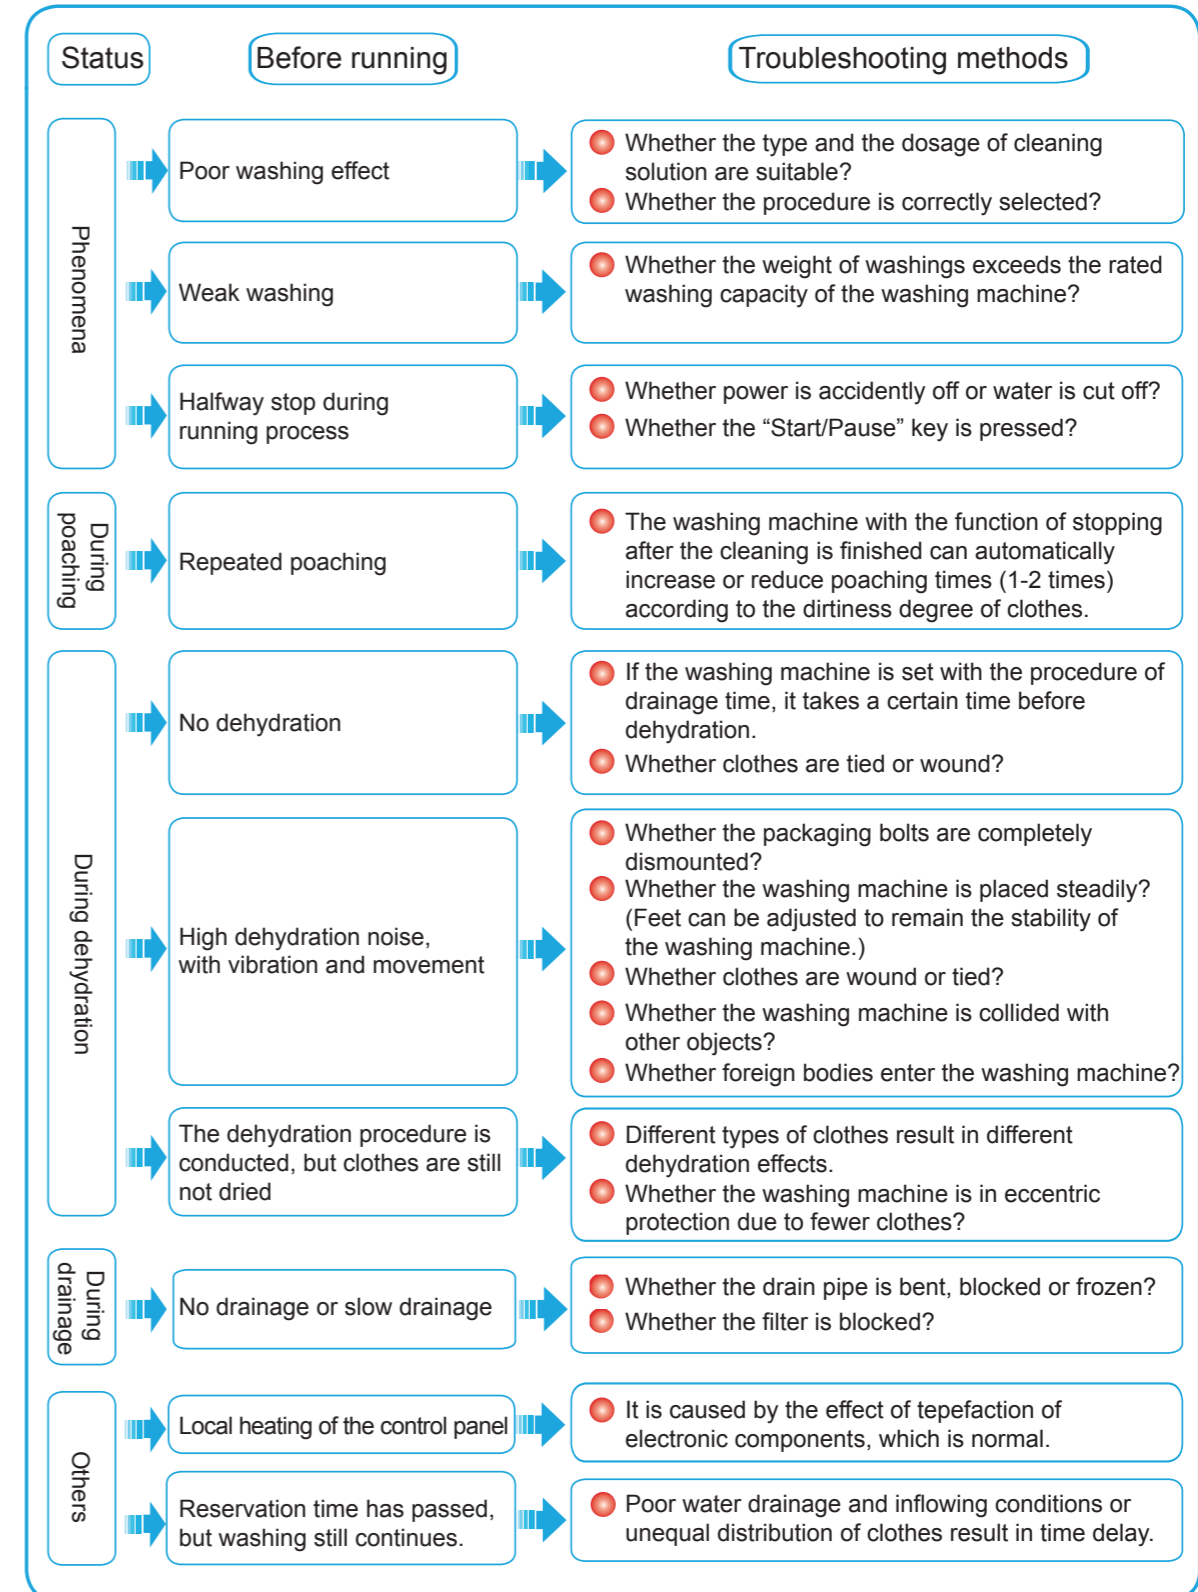 Status
Before running
Troubleshooting methods
Phenomena
Poor washing effect
Whether the type and the dosage of cleaning
solution are suitable?
Whether the procedure is correctly selected?
Weak washing
Whether the weight of washings exceeds the rated
washing capacity of the washing machine?
Halfway stop during
running process
Whether power is accidently off or water is cut off?
Whether the “Start/Pause” key is pressed?
During
poaching
Repeated poaching
The washing machine with the function of stopping
after the cleaning is finished can automatically
increase or reduce poaching times (1-2 times)
according to the dirtiness degree of clothes.
During dehydration
No dehydration
If the washing machine is set with the procedure of
drainage time, it takes a certain time before
dehydration.
Whether clothes are tied or wound?
High dehydration noise,
with vibration and movement
Whether the packaging bolts are completely
dismounted?
Whether the washing machine is placed steadily?
(Feet can be adjusted to remain the stability of
the washing machine.)
Whether clothes are wound or tied?
Whether the washing machine is collided with
other objects?
Whether foreign bodies enter the washing machine?
The dehydration procedure is
conducted, but clothes are still
not dried
Different types of clothes result in different
dehydration effects.
Whether the washing machine is in eccentric
protection due to fewer clothes?
During
drainage
No drainage or slow drainage
Whether the drain pipe is bent, blocked or frozen?
Whether the filter is blocked?
Others
Local heating of the control panel
It is caused by the effect of tepefaction of
electronic components, which is normal.
Reservation time has passed,
but washing still continues.
Poor water drainage and inflowing conditions or
unequal distribution of clothes result in time delay.